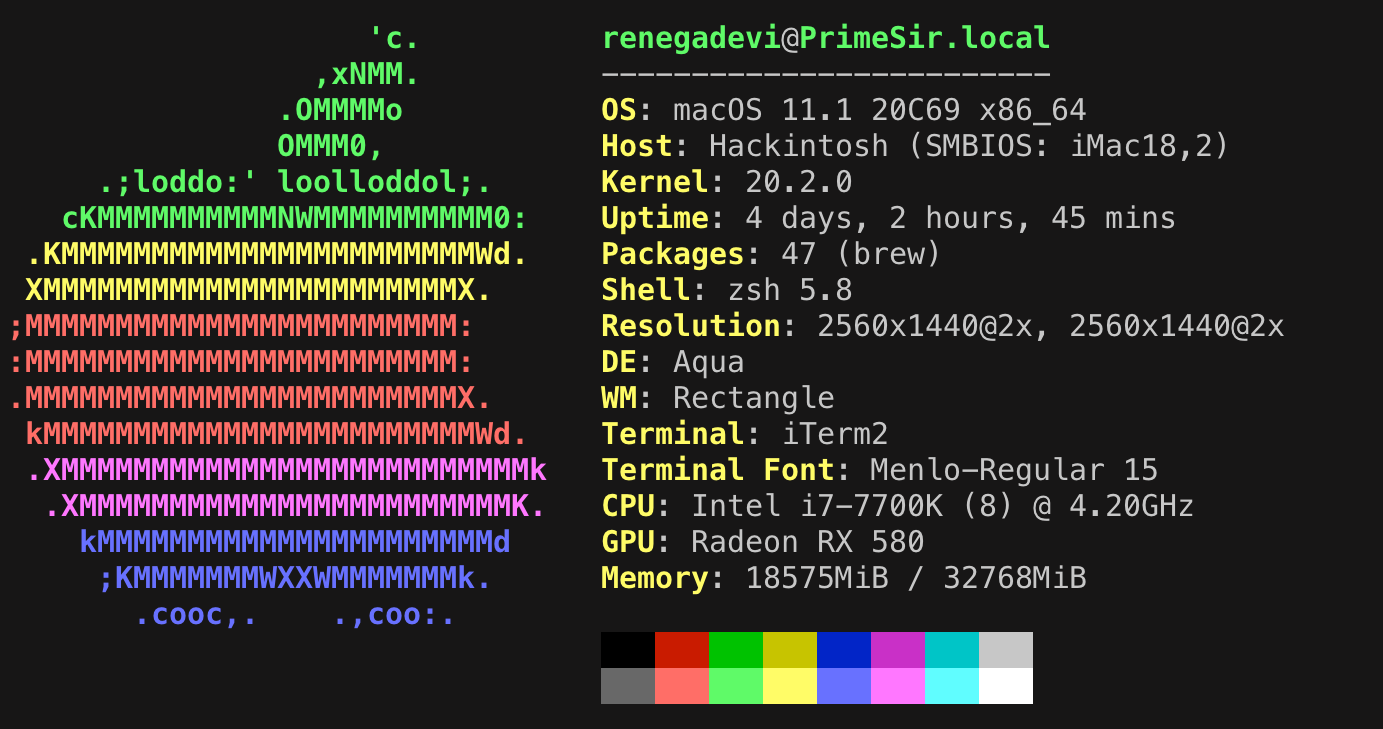 'c.
                 ,xNMM.
               .OMMMMo
               OMMM0,
     .;loddo:' loolloddol;.
   cKMMMMMMMMMMNWMMMMMMMMMM0:
 .KMMMMMMMMMMMMMMMMMMMMMMMWd.
 XMMMMMMMMMMMMMMMMMMMMMMMX.
;MMMMMMMMMMMMMMMMMMMMMMMM:
:MMMMMMMMMMMMMMMMMMMMMMMM:
.MMMMMMMMMMMMMMMMMMMMMMMMX.
 kMMMMMMMMMMMMMMMMMMMMMMMMWd.
 .XMMMMMMMMMMMMMMMMMMMMMMMMMMk
  .XMMMMMMMMMMMMMMMMMMMMMMMMK.
    kMMMMMMMMMMMMMMMMMMMMMMd
     ;KMMMMMMMWXXWMMMMMMMk.
       .cooc,.    .,coo:.
renegadevi@PrimeSir.local
-------------------------
OS: macOS 11.1 20C69 x86_64
Host: Hackintosh (SMBIOS: iMac18,2)
Kernel: 20.2.0
Uptime: 4 days, 2 hours, 45 mins
Packages: 47 (brew)
Shell: zsh 5.8
Resolution: 2560x1440@2x, 2560x1440@2x
DE: Aqua
WM: Rectangle
Terminal: iTerm2
Terminal Font: Menlo-Regular 15
CPU: Intel i7-7700K (8) @ 4.20GHz
GPU: Radeon RX 580
Memory: 18575MiB / 32768MiB